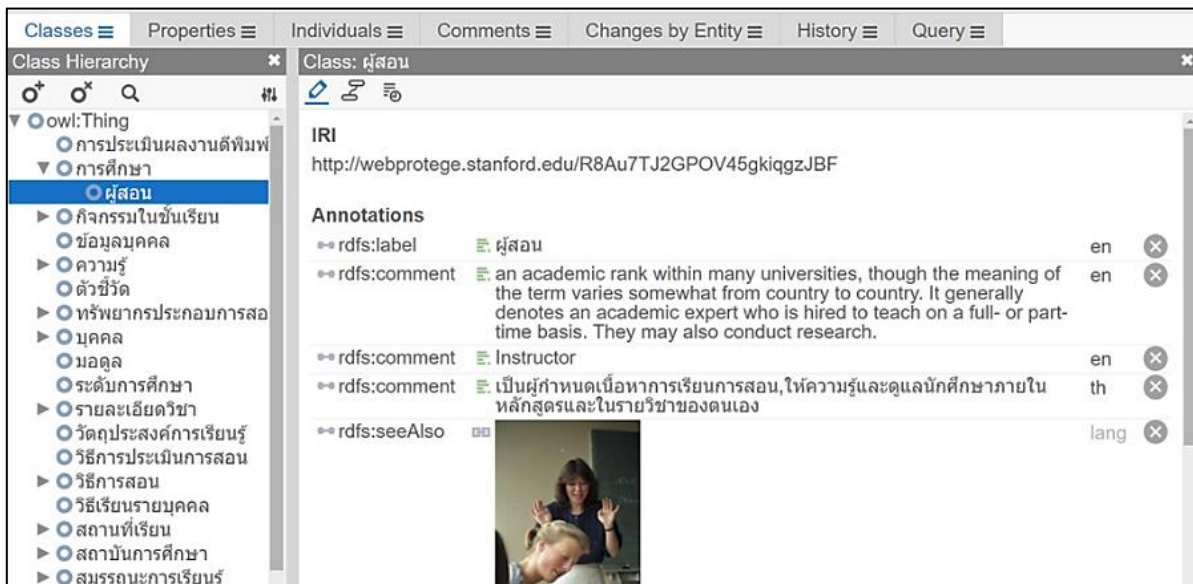 Classes Properties Individuals Comments Changes by Entity History Query
Class Hierarchy
owl:Thing
การประเมินผลงานตีพิมพ์
การศึกษา
ผู้สอน
กิจกรรมในชั้นเรียน
ข้อมูลบุคคล
ความรู้
ตัวชี้วัด
ทรัพยากรประกอบการสอ
บุคคล
มอดูล
ระดับการศึกษา
รายละเอียดวิชา
วัตถุประสงค์การเรียนรู้
วิธีการประเมินการสอน
วิธีการสอน
วิธีเรียนรายบุคคล
สถานที่เรียน
สถาบันการศึกษา
สมรรถนะการเรียนรู้
Class: ผู้สอน
IRI
http://webprotege.stanford.edu/R8Au7TJ2GPOV45gkiqgzJBF
Annotations
rdfs:label ผู้สอน en
rdfs:comment an academic rank within many universities, though the meaning of en
the term varies somewhat from country to country. It generally
denotes an academic expert who is hired to teach on a full- or part-
time basis. They may also conduct research.
rdfs:comment Instructor en
rdfs:comment เป็นผู้กำหนดเนื้อหาการเรียนการสอน,ให้ความรู้และดูแลนักศึกษาภายใน th
หลักสูตรและในรายวิชาของตนเอง
rdfs:seeAlso lang